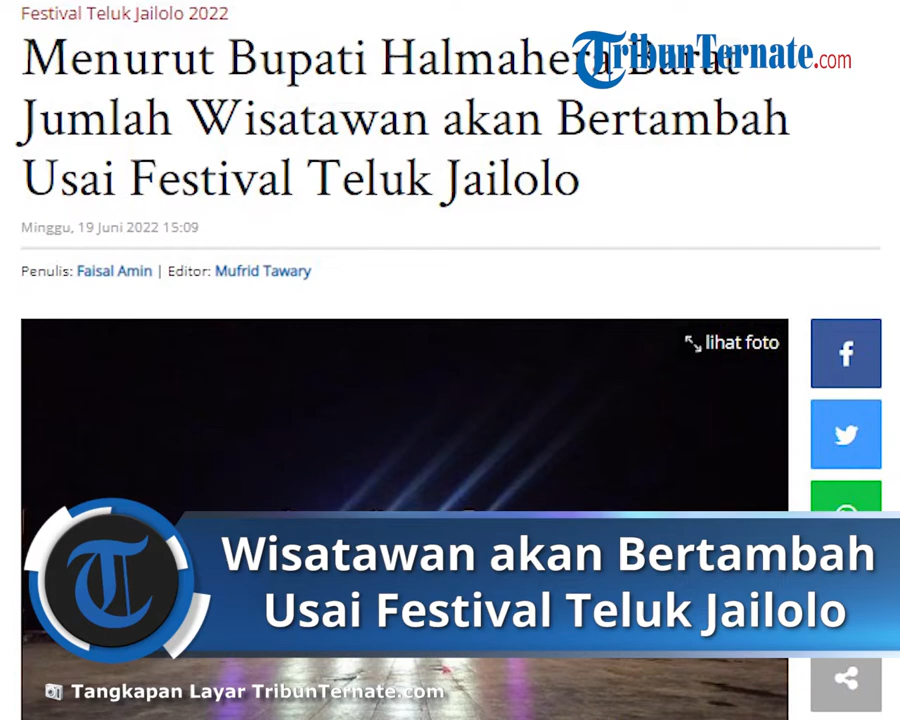 Festival Teluk Jailolo 2022
Menurut Bupati Halmahera Barat
TribunTernate.com
Jumlah Wisatawan akan Bertambah
Usai Festival Teluk Jailolo
Minggu, 19 Juni 2022 15:09
Penulis: Faisal Amin | Editor: Mufrid Tawary
lihat foto
Wisatawan akan Bertambah
Usai Festival Teluk Jailolo
Tangkapan Layar TribunTernate.com